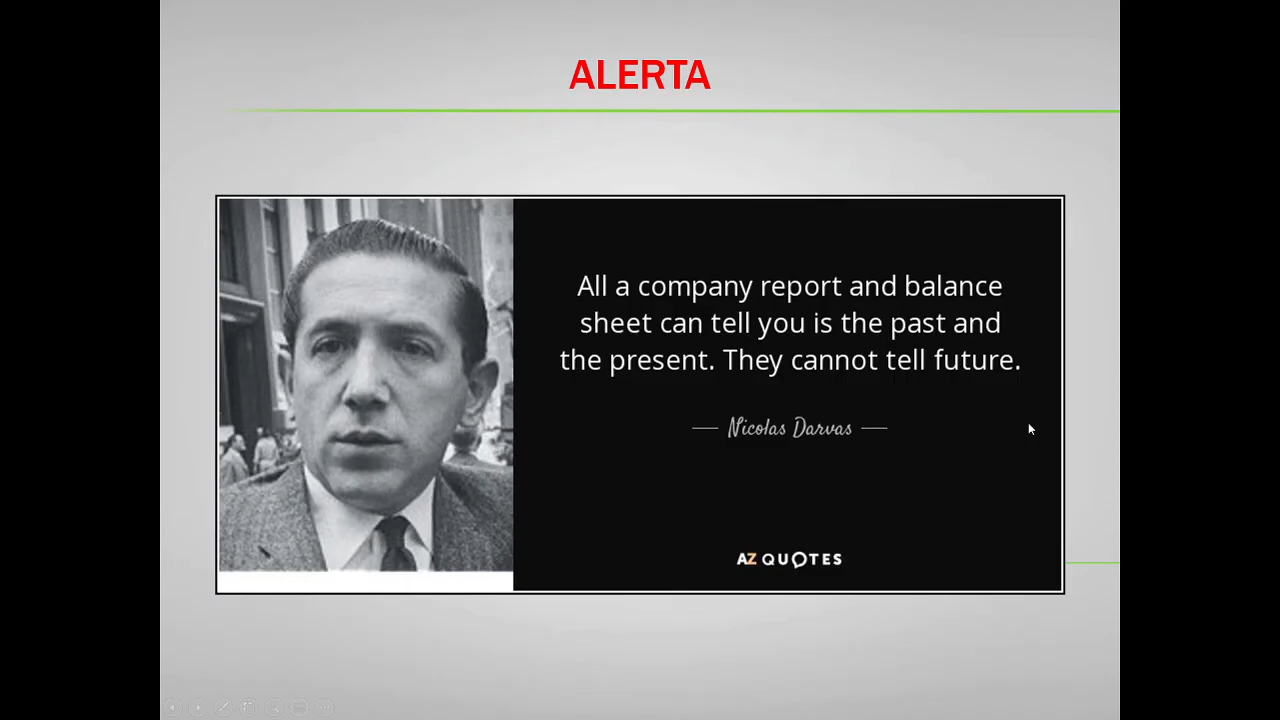 ALERTA
All a company report and balance
sheet can tell you is the past and
the present. They cannot tell future.
Nicolas Darvas
AZ QUOTES